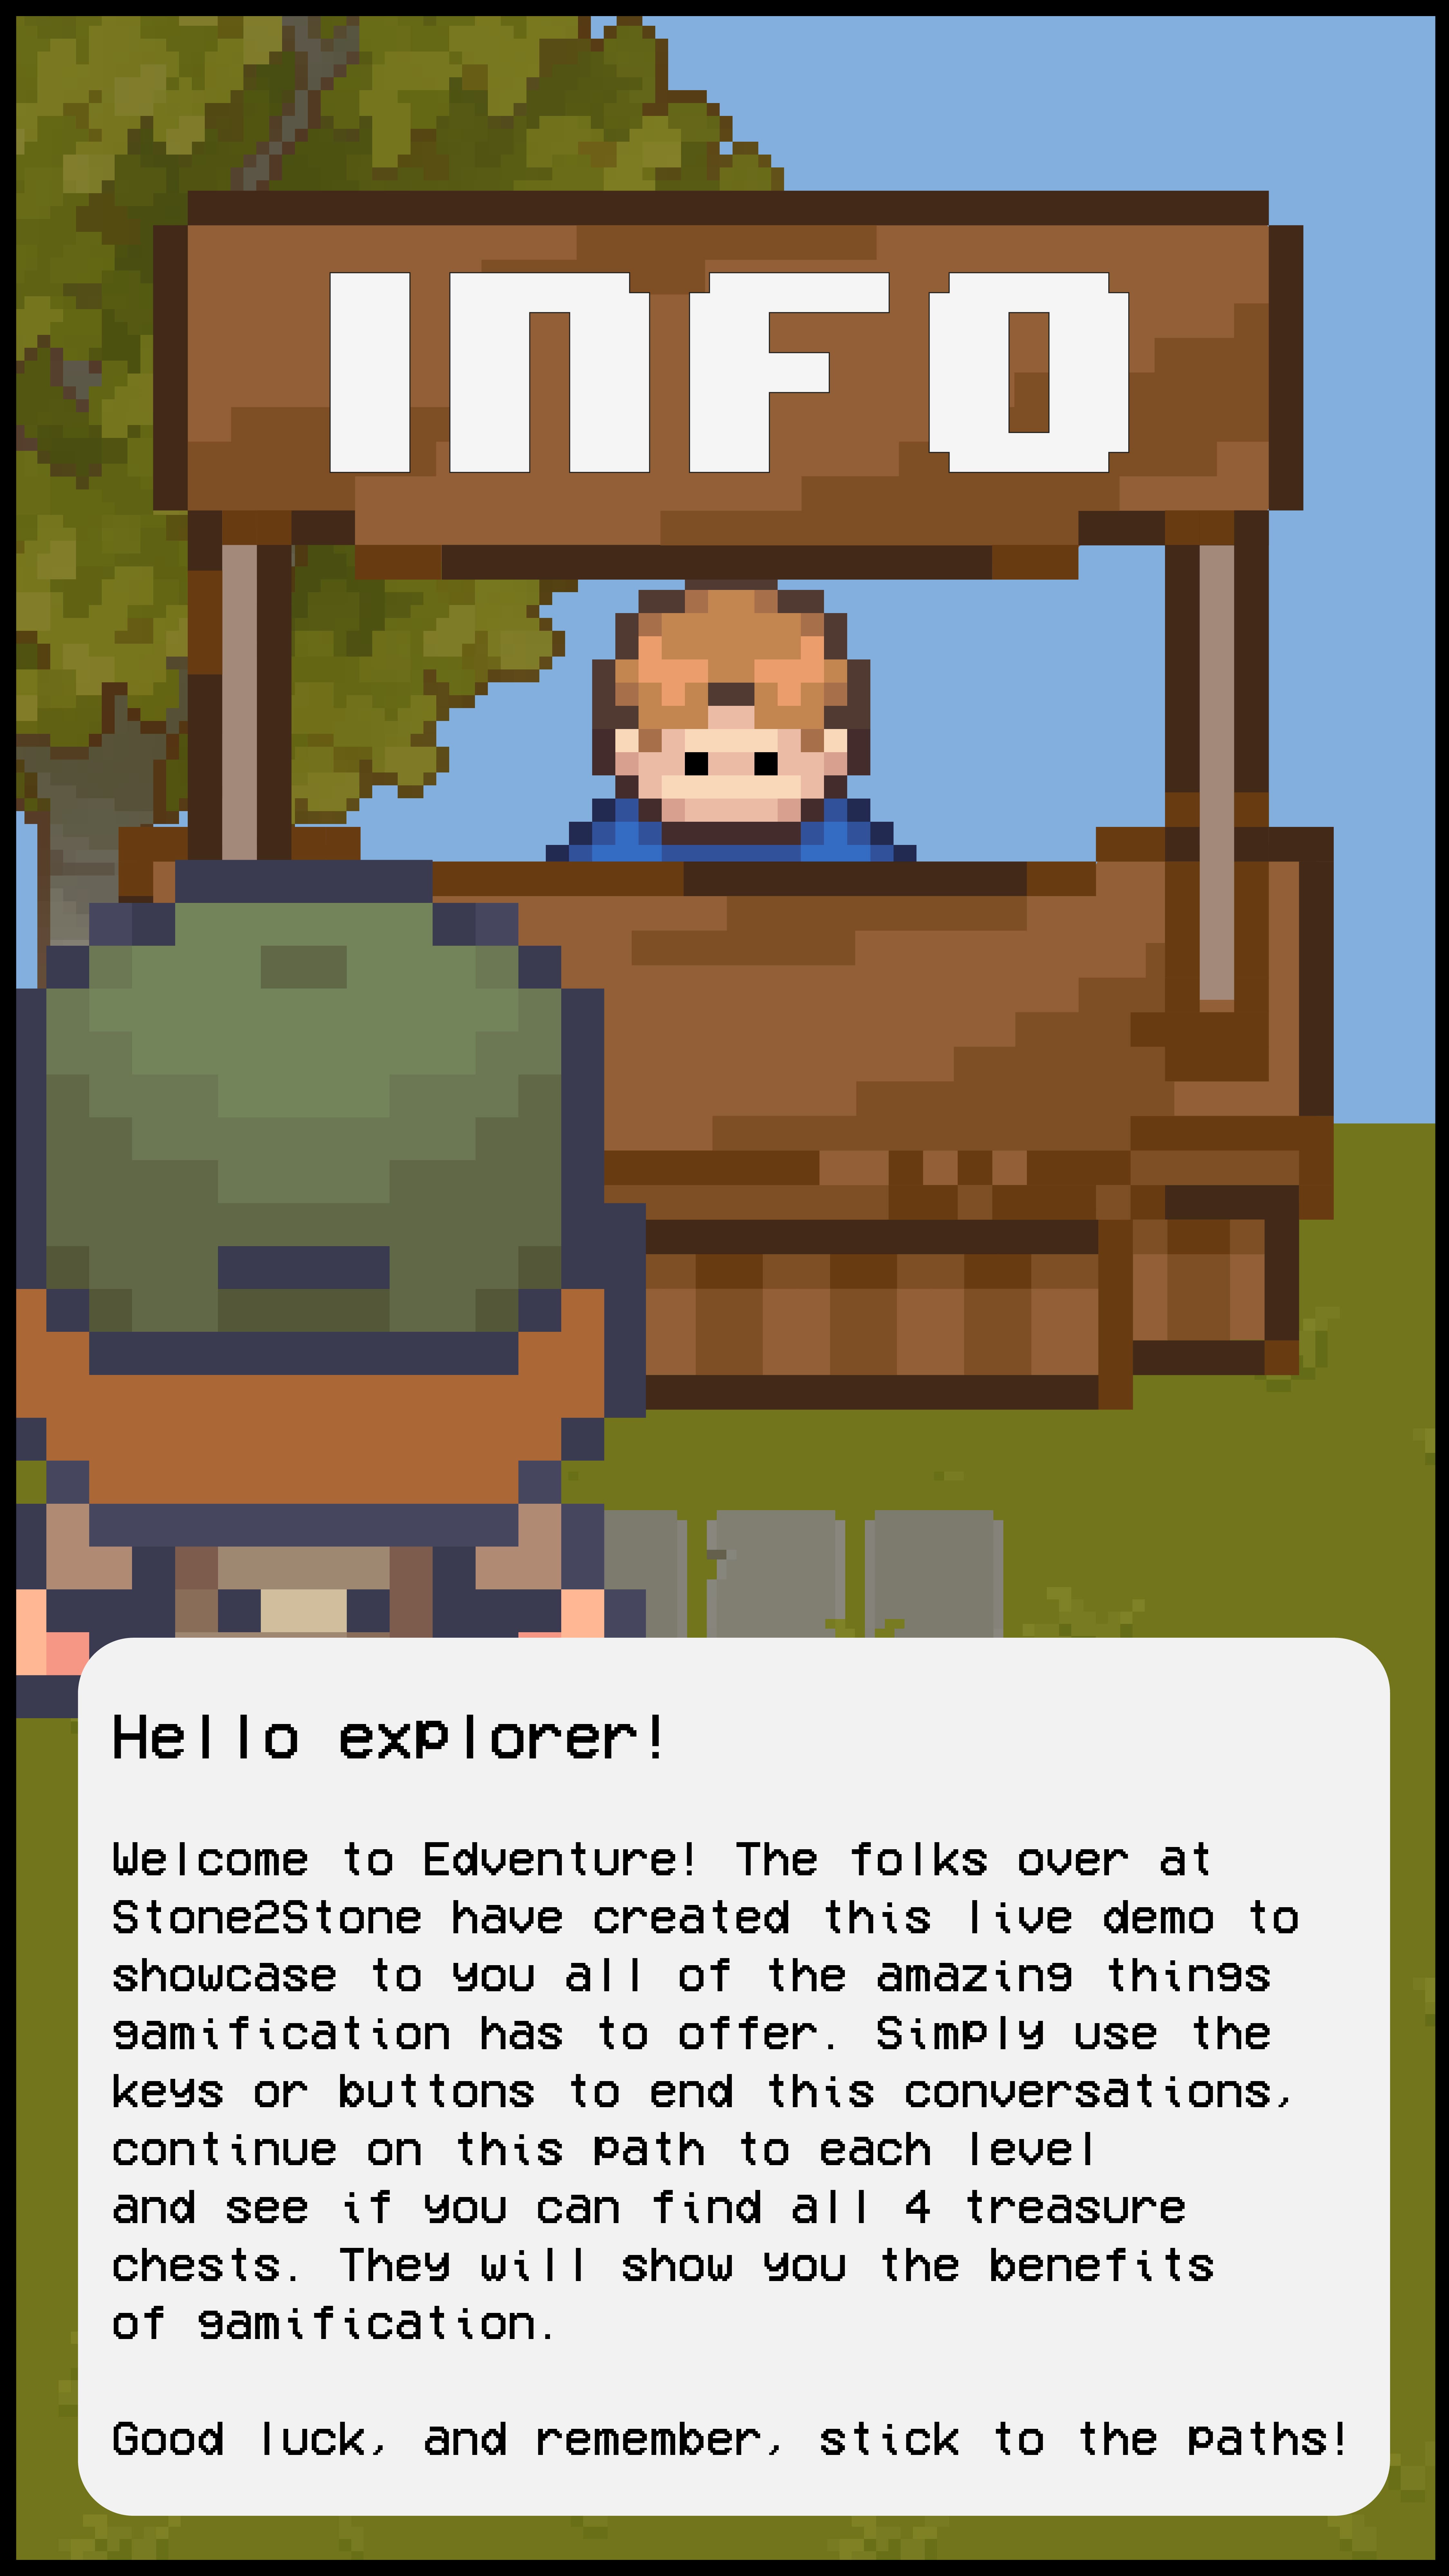 INFO
Hello explorer!
Welcome to Edventure! The folks over at
Stone2Stone have created this live demo to
showcase to you all of the amazing things
gamification has to offer. Simply use the
keys or buttons to end this conversations,
continue on this path to each level
and see if you can find all 4 treasure
chests. They will show you the benefits
of gamification.
Good luck, and remember, stick to the paths!